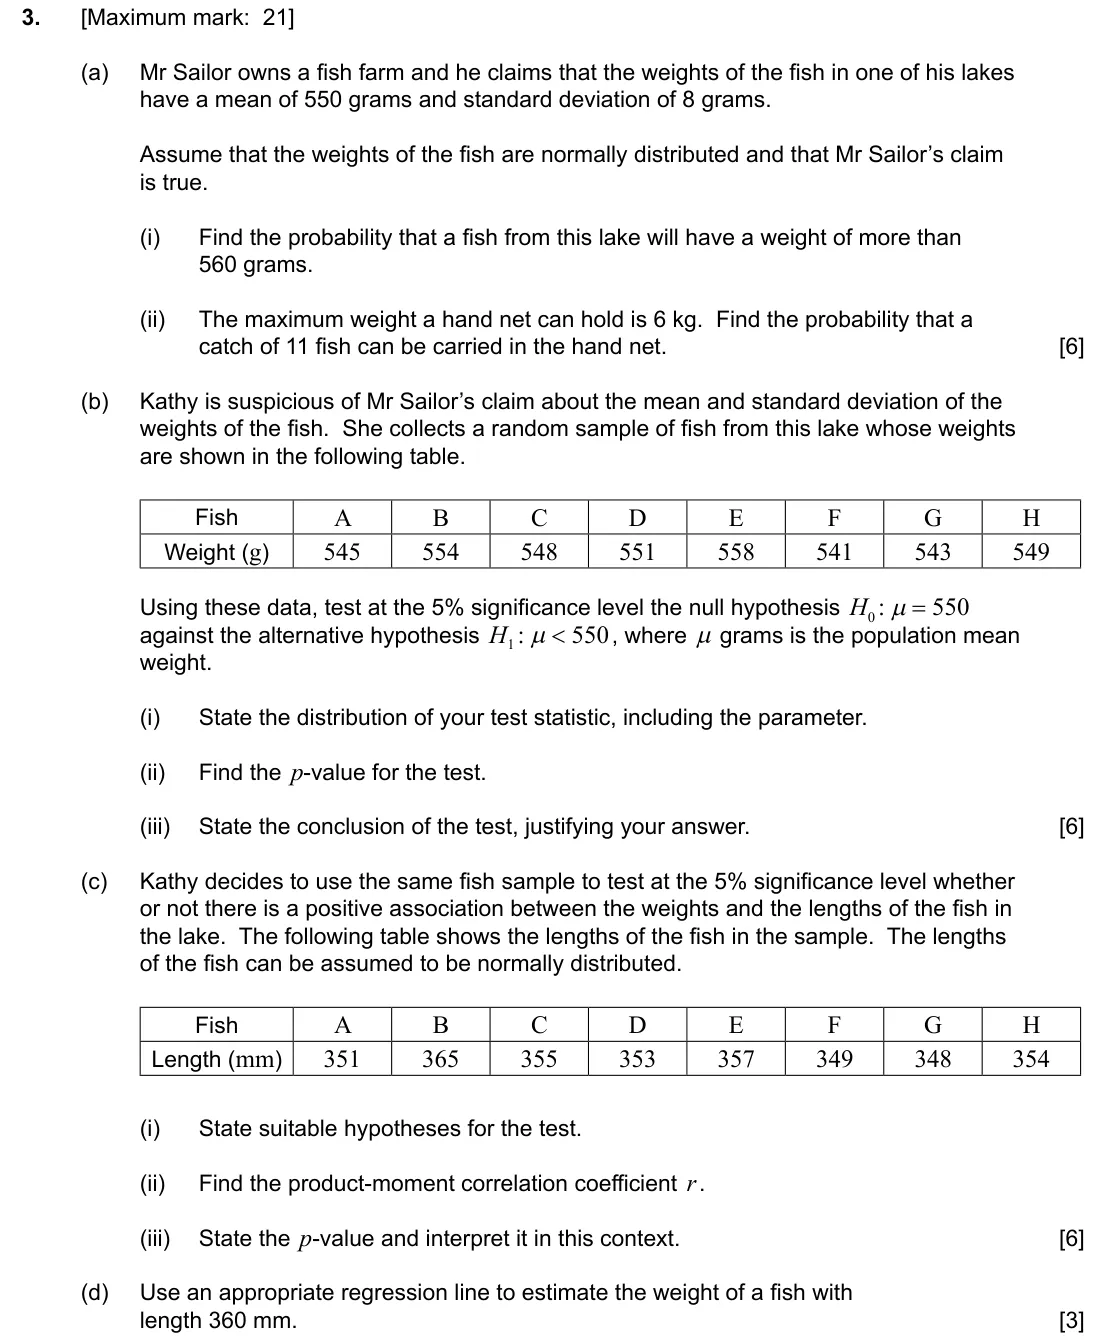 3. [Maximum mark: 21]
(a) Mr Sailor owns a fish farm and he claims that the weights of the fish in one of his lakes
have a mean of 550 grams and standard deviation of 8 grams.
Assume that the weights of the fish are normally distributed and that Mr Sailor's claim
is true.
(i) Find the probability that a fish from this lake will have a weight of more than
560 grams.
(ii) The maximum weight a hand net can hold is 6 kg. Find the probability that a
catch of 11 fish can be carried in the hand net. [6]
(b) Kathy is suspicious of Mr Sailor's claim about the mean and standard deviation of the
weights of the fish. She collects a random sample of fish from this lake whose weights
are shown in the following table.
Fish A B C D E F G H
Weight (g) 545 554 548 551 558 541 543 549
Using these data, test at the 5% significance level the null hypothesis H₀ : μ = 550
against the alternative hypothesis H₁ : μ < 550, where μ grams is the population mean
weight.
(i) State the distribution of your test statistic, including the parameter.
(ii) Find the p-value for the test.
(iii) State the conclusion of the test, justifying your answer. [6]
(c) Kathy decides to use the same fish sample to test at the 5% significance level whether
or not there is a positive association between the weights and the lengths of the fish in
the lake. The following table shows the lengths of the fish in the sample. The lengths
of the fish can be assumed to be normally distributed.
Fish A B C D E F G H
Length (mm) 351 365 355 353 357 349 348 354
(i) State suitable hypotheses for the test.
(ii) Find the product-moment correlation coefficient r.
(iii) State the p-value and interpret it in this context. [6]
(d) Use an appropriate regression line to estimate the weight of a fish with
length 360 mm. [3]